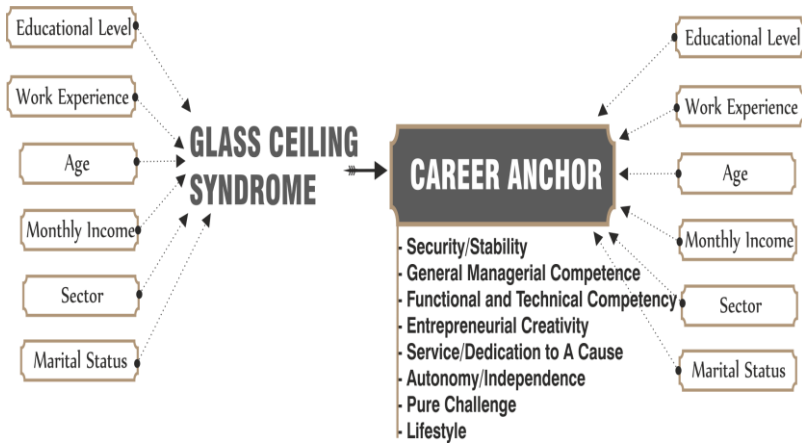 Educational Level
Work Experience
Age
Monthly Income
Sector
Marital Status
GLASS CEILING
SYNDROME
CAREER ANCHOR
- Security/Stability
- General Managerial Competence
- Functional and Technical Competency
- Entrepreneurial Creativity
- Service/Dedication to A Cause
- Autonomy/Independence
- Pure Challenge
- Lifestyle
Educational Level
Work Experience
Age
Monthly Income
Sector
Marital Status